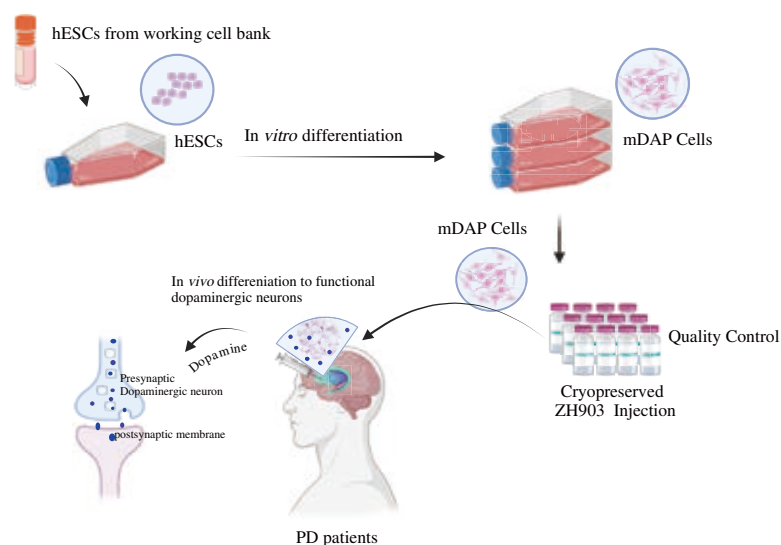 hESCs from working cell bank
hESCs
In vitro differentiation
mDAP Cells
mDAP Cells
Quality Control
Cryopreserved
ZH903 Injection
In vivo differeniation to functional
dopaminergic neurons
Dopamine
Presynaptic
Dopaminergic neuron
postsynaptic membrane
PD patients